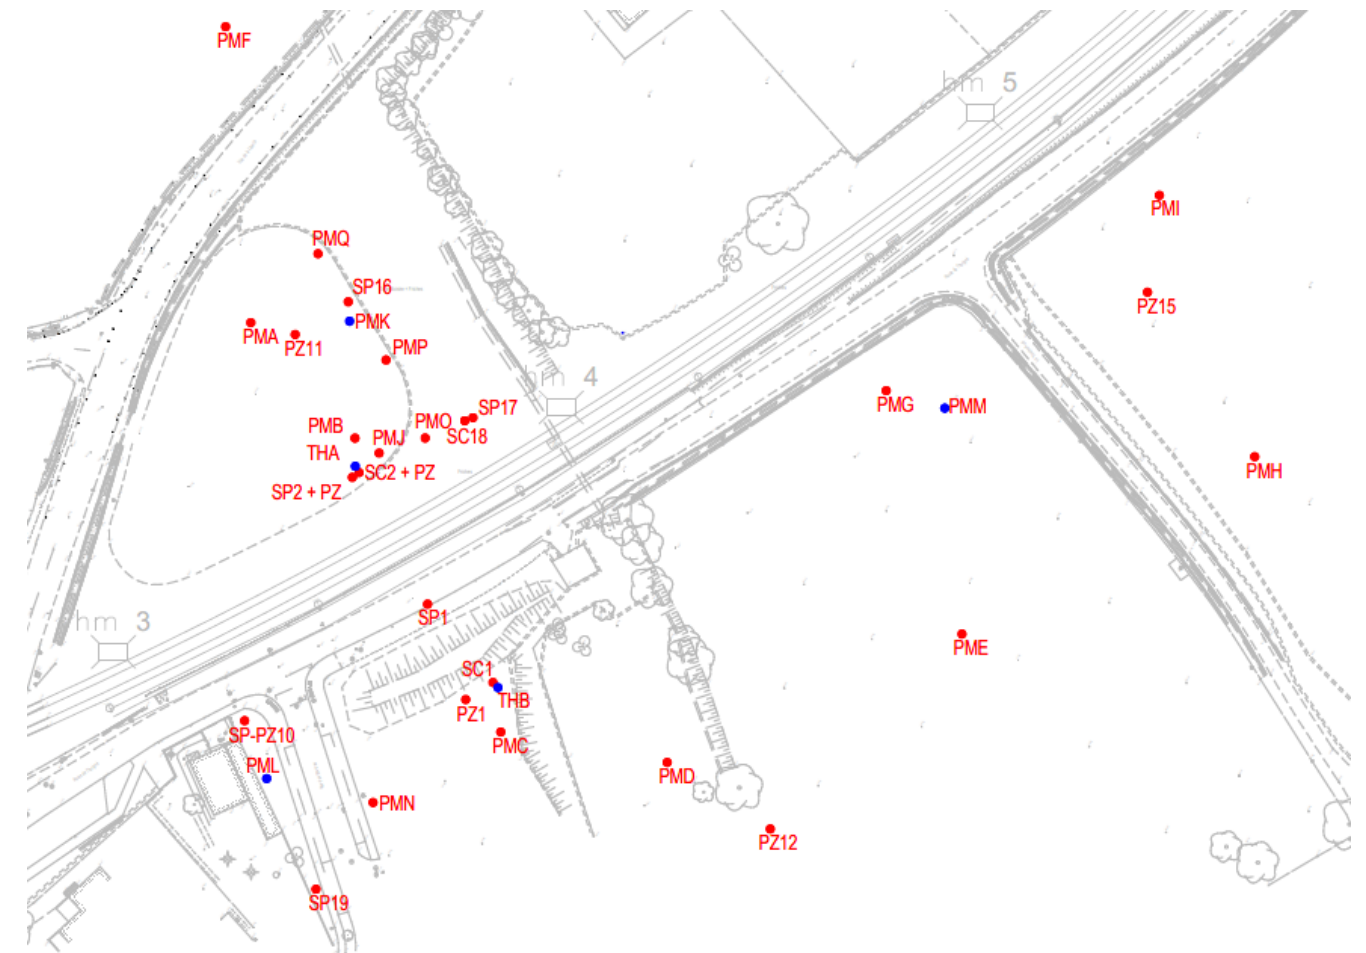 PMF
hm 5
PMI
PMQ
PZ15
SP16
PMK
PMA
PZ11
PMP
hm 4
PMG
PMM
SP17
PMB
PMO
SC18
PMJ
THA
SC2 + PZ
SP2 + PZ
PMH
SP1
hm 3
PME
SC1
THB
PZ1
SP-PZ10
PMC
PML
PMD
PMN
PZ12
SP19